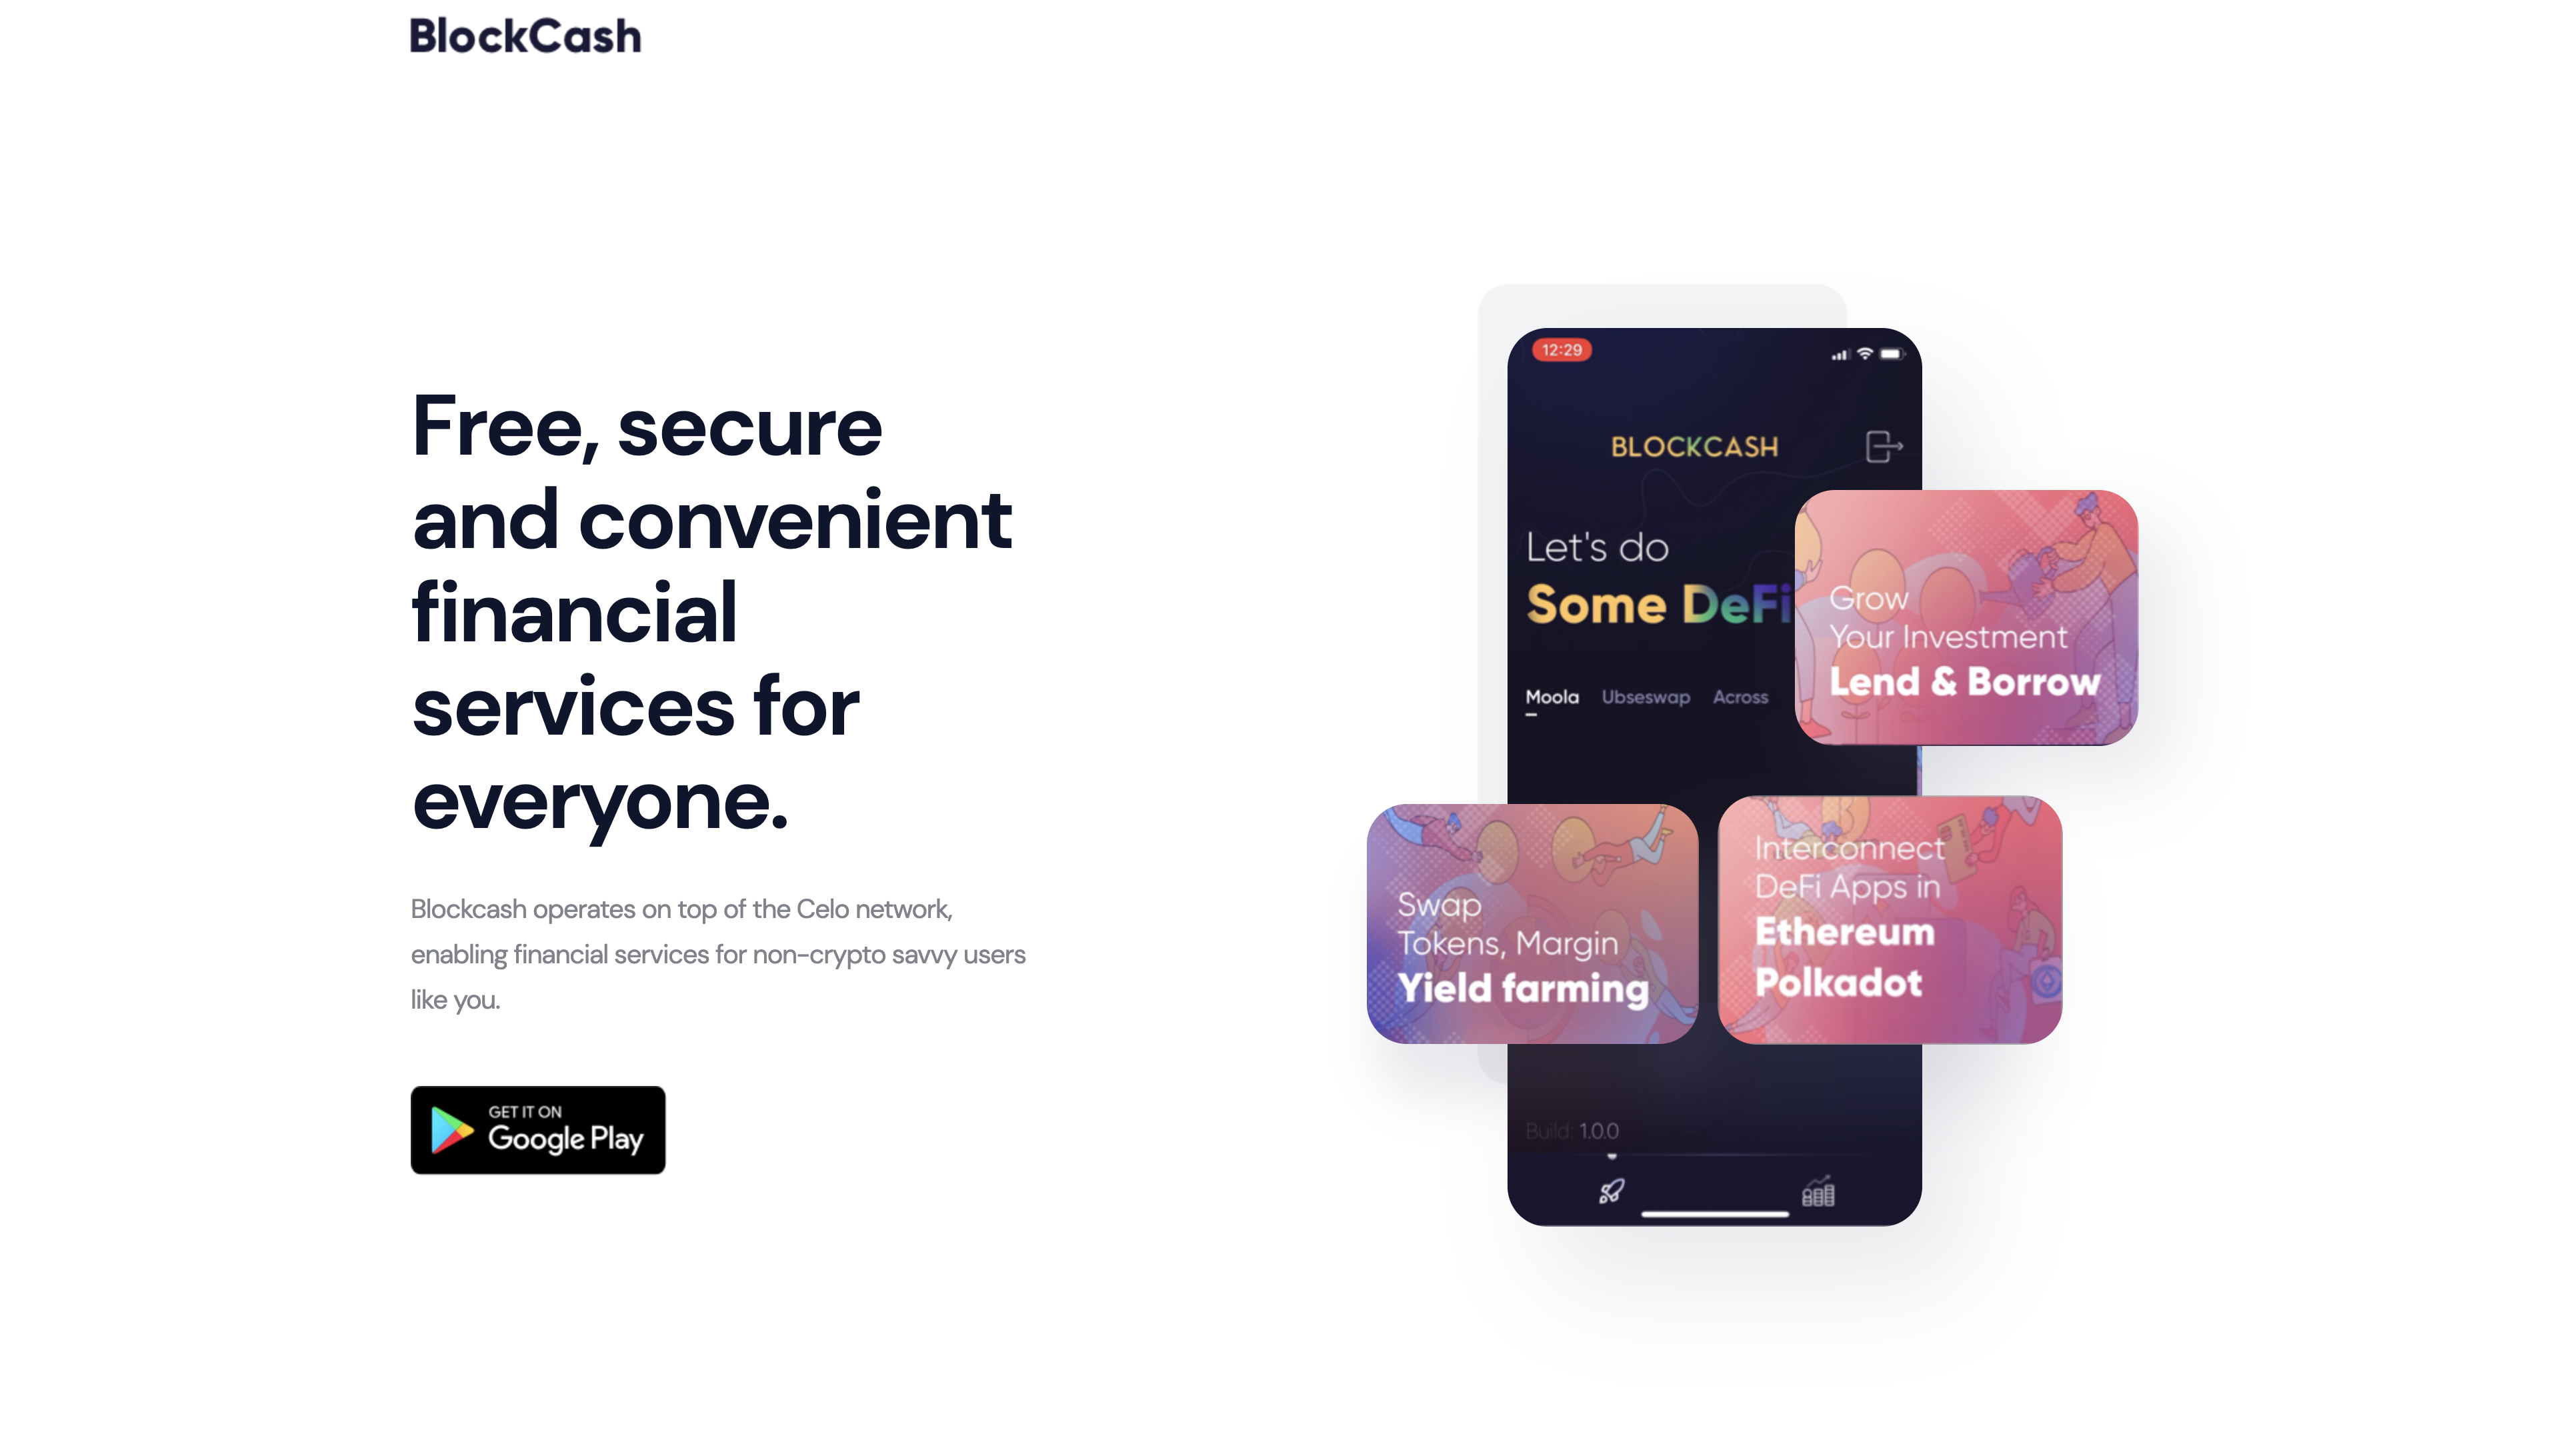 BlockCash
Free, secure
and convenient
financial
services for
everyone.
Blockcash operates on top of the Celo network,
enabling financial services for non-crypto savvy users
like you.
GET IT ON
Google Play
12:29
BLOCKCASH
Let's do
Some DeFi
Moola Ubseswap Across
Grow
Your Investment
Lend & Borrow
Swap
Tokens, Margin
Yield farming
Interconnect
DeFi Apps in
Ethereum
Polkadot
Build: 1.0.0